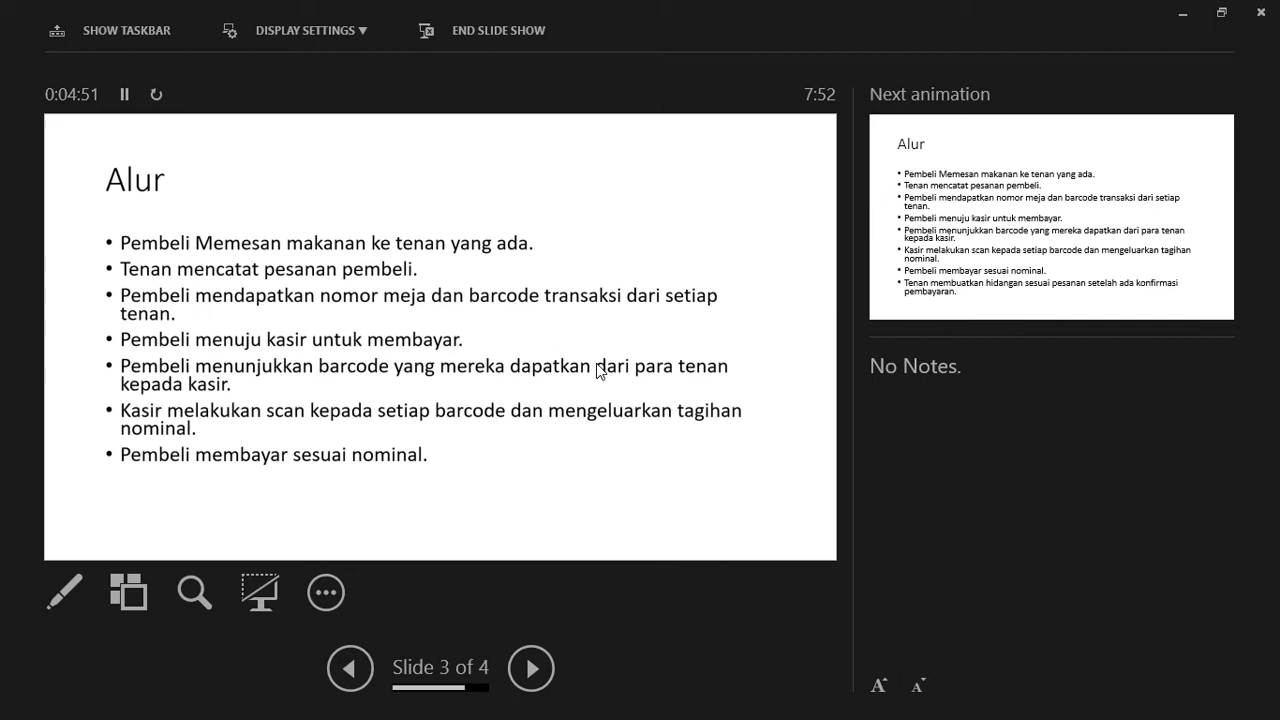 SHOW TASKBAR
DISPLAY SETTINGS ▼
END SLIDE SHOW
0:04:51
7:52
Alur
• Pembeli Memesan makanan ke tenan yang ada.
• Tenan mencatat pesanan pembeli.
• Pembeli mendapatkan nomor meja dan barcode transaksi dari setiap
tenan.
• Pembeli menuju kasir untuk membayar.
• Pembeli menunjukkan barcode yang mereka dapatkan dari para tenan
kepada kasir.
• Kasir melakukan scan kepada setiap barcode dan mengeluarkan tagihan
nominal.
• Pembeli membayar sesuai nominal.
Slide 3 of 4
Next animation
Alur
• Pembeli Memesan makanan ke tenan yang ada.
• Tenan mencatat pesanan pembeli.
• Pembeli mendapatkan nomor meja dan barcode transaksi dari setiap
tenan.
• Pembeli menuju kasir untuk membayar.
• Pembeli menunjukkan barcode yang mereka dapatkan dari para tenan
kepada kasir.
• Kasir melakukan scan kepada setiap barcode dan mengeluarkan tagihan
nominal.
• Pembeli membayar sesuai nominal.
• Tenan membuatkan hidangan sesuai pesanan setelah ada konfirmasi
pembayaran.
No Notes.
A A